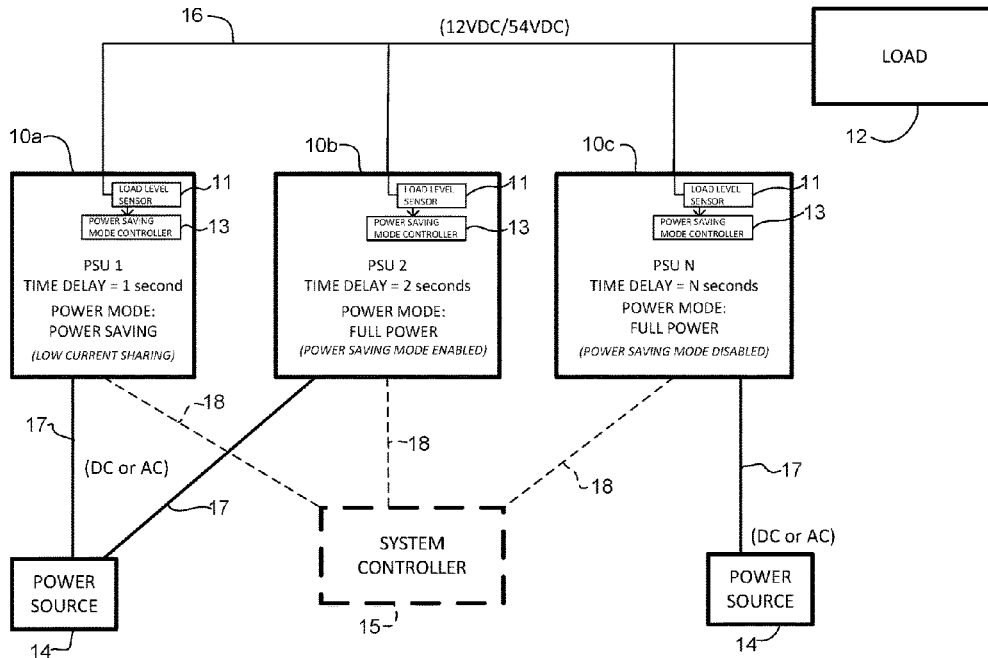 16
(12VDC/54VDC)
LOAD
12
10a
10b
10c
LOAD LEVEL
SENSOR
11
POWER SAVING
MODE CONTROLLER
13
PSU 1
TIME DELAY = 1 second
POWER MODE:
POWER SAVING
(LOW CURRENT SHARING)
LOAD LEVEL
SENSOR
11
POWER SAVING
MODE CONTROLLER
13
PSU 2
TIME DELAY = 2 seconds
POWER MODE:
FULL POWER
(POWER SAVING MODE ENABLED)
LOAD LEVEL
SENSOR
11
POWER SAVING
MODE CONTROLLER
13
PSU N
TIME DELAY = N seconds
POWER MODE:
FULL POWER
(POWER SAVING MODE DISABLED)
17
(DC or AC)
18
17
18
18
17
(DC or AC)
POWER
SOURCE
14
SYSTEM
CONTROLLER
15
POWER
SOURCE
14